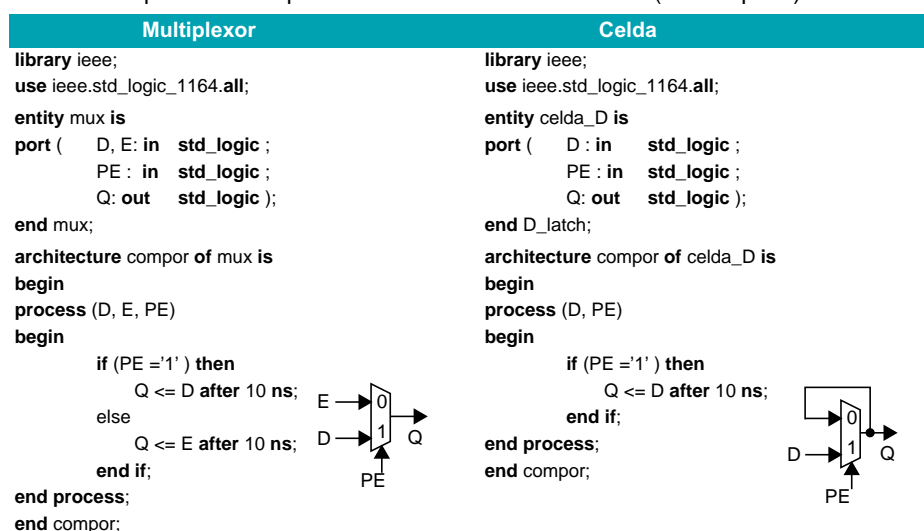 Multiplexor
library ieee;
use ieee.std_logic_1164.all;
entity mux is
port ( D, E: in std_logic ;
PE : in std_logic ;
Q: out std_logic );
end mux;
architecture compor of mux is
begin
process (D, E, PE)
begin
if (PE =’1’ ) then
Q <= D after 10 ns;
else
Q <= E after 10 ns;
end if;
end process;
end compor;
E
0
D
1
Q
PE
Celda
library ieee;
use ieee.std_logic_1164.all;
entity celda_D is
port ( D : in std_logic ;
PE : in std_logic ;
Q: out std_logic );
end D_latch;
architecture compor of celda_D is
begin
process (D, PE)
begin
if (PE =’1’ ) then
Q <= D after 10 ns;
end if;
end process;
end compor;
0
D
1
Q
PE